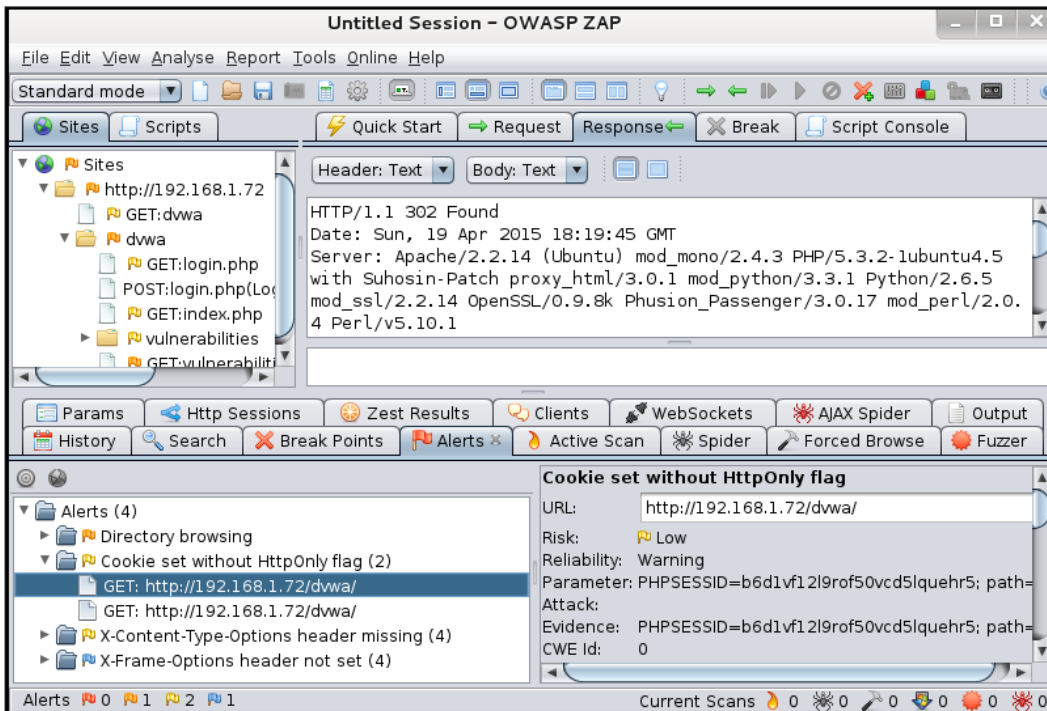 Untitled Session – OWASP ZAP
File Edit View Analyse Report Tools Online Help
Standard mode
Sites Scripts
Quick Start Request Response Break Script Console
Sites
http://192.168.1.72
GET:dvwa
dvwa
GET:login.php
POST:login.php(Log
GET:index.php
vulnerabilities
GET:vulnerabiliti
Header: Text Body: Text
HTTP/1.1 302 Found
Date: Sun, 19 Apr 2015 18:19:45 GMT
Server: Apache/2.2.14 (Ubuntu) mod_mono/2.4.3 PHP/5.3.2-1ubuntu4.5
with Suhosin-Patch proxy_html/3.0.1 mod_python/3.3.1 Python/2.6.5
mod_ssl/2.2.14 OpenSSL/0.9.8k Phusion_Passenger/3.0.17 mod_perl/2.0.
4 Perl/v5.10.1
Params Http Sessions Zest Results Clients WebSockets AJAX Spider Output
History Search Break Points Alerts Active Scan Spider Forced Browse Fuzzer
Alerts (4)
Directory browsing
Cookie set without HttpOnly flag (2)
GET: http://192.168.1.72/dvwa/
GET: http://192.168.1.72/dvwa/
X-Content-Type-Options header missing (4)
X-Frame-Options header not set (4)
Cookie set without HttpOnly flag
URL: http://192.168.1.72/dvwa/
Risk: Low
Reliability: Warning
Parameter: PHPSESSID=b6d1vf12l9rof50vcd5lquehr5; path=
Attack:
Evidence: PHPSESSID=b6d1vf12l9rof50vcd5lquehr5; path=
CWE Id: 0
Alerts 0 1 2 1
Current Scans 0 0 0 0 0 0